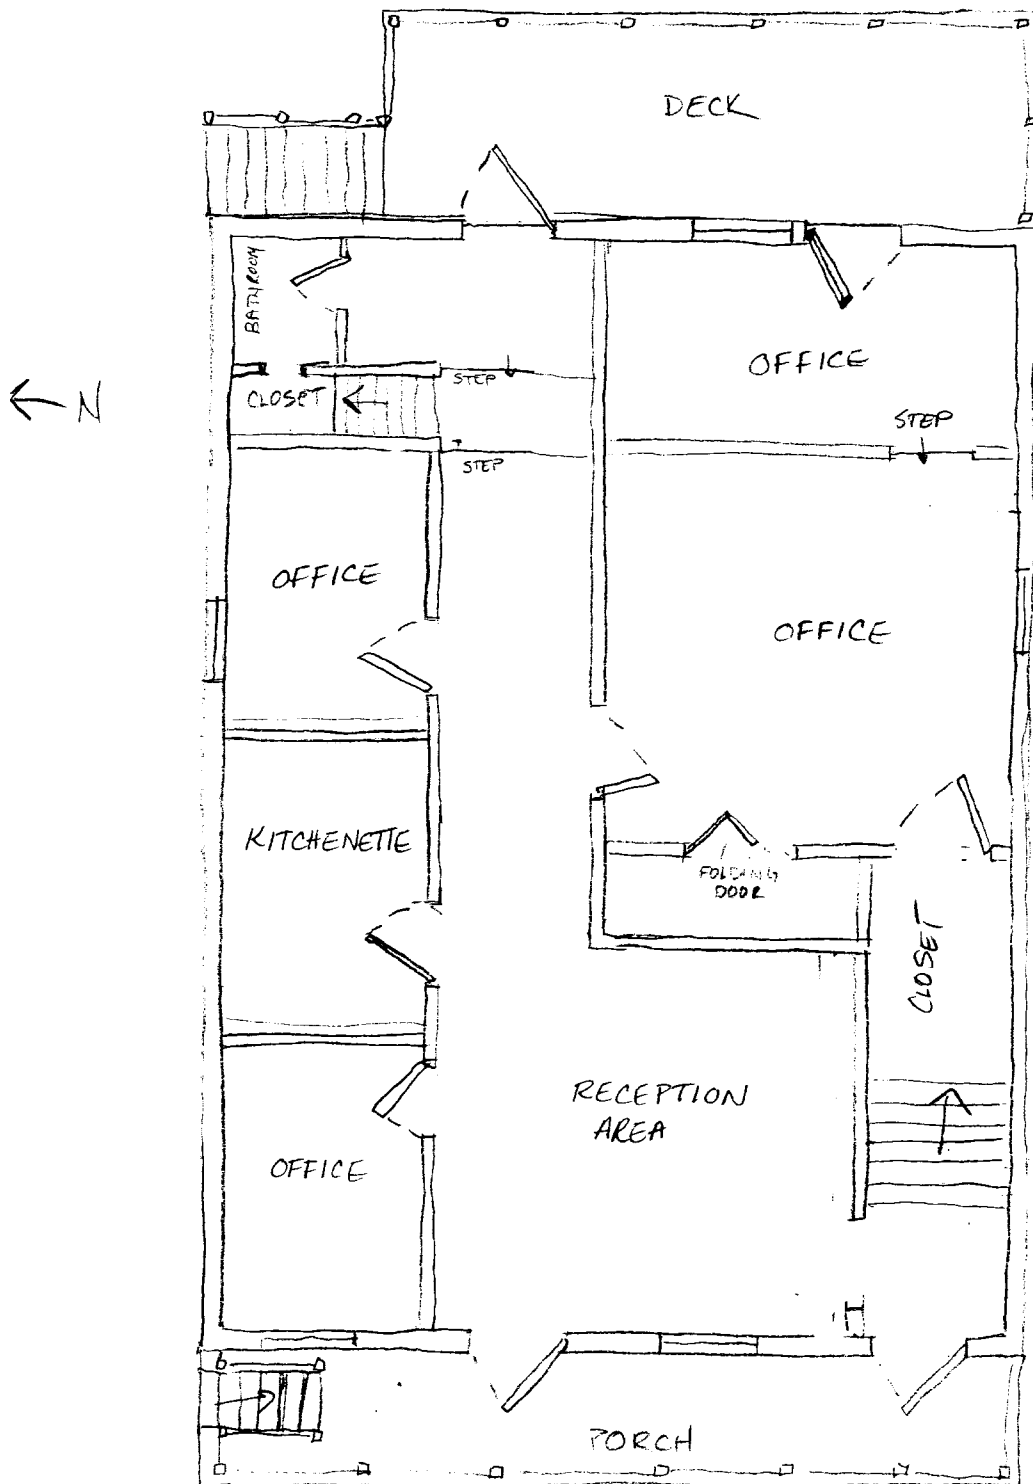 DECK
BATHROOM
OFFICE
← N
CLOSET
STEP
STEP
STEP
OFFICE
OFFICE
KITCHENETTE
FOLDING
DOOR
CLOSET
RECEPTION
AREA
OFFICE
PORCH